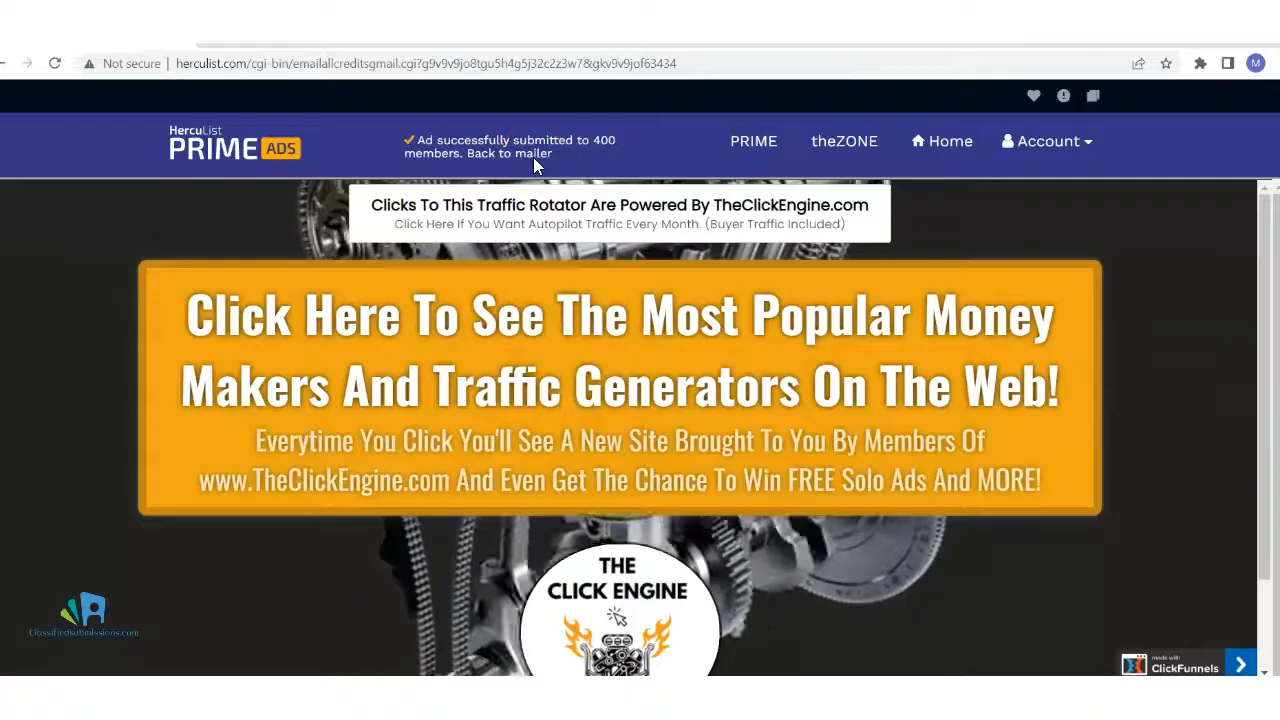 Not secure
herculist.com/cgi-bin/emailallcreditsgmail.cgi?g9v9v9jo8tgu5h4g5j32c2z3w7&gkv9v9jof63434
M
HercuList
PRIME ADS
Ad successfully submitted to 400
members. Back to mailer
PRIME
theZONE
Home
Account
Clicks To This Traffic Rotator Are Powered By TheClickEngine.com
Click Here If You Want Autopilot Traffic Every Month. (Buyer Traffic Included)
Click Here To See The Most Popular Money
Makers And Traffic Generators On The Web!
Everytime You Click You'll See A New Site Brought To You By Members Of
www.TheClickEngine.com And Even Get The Chance To Win FREE Solo Ads And MORE!
THE
CLICK ENGINE
Classifiedsubmissions.com
made with
ClickFunnels